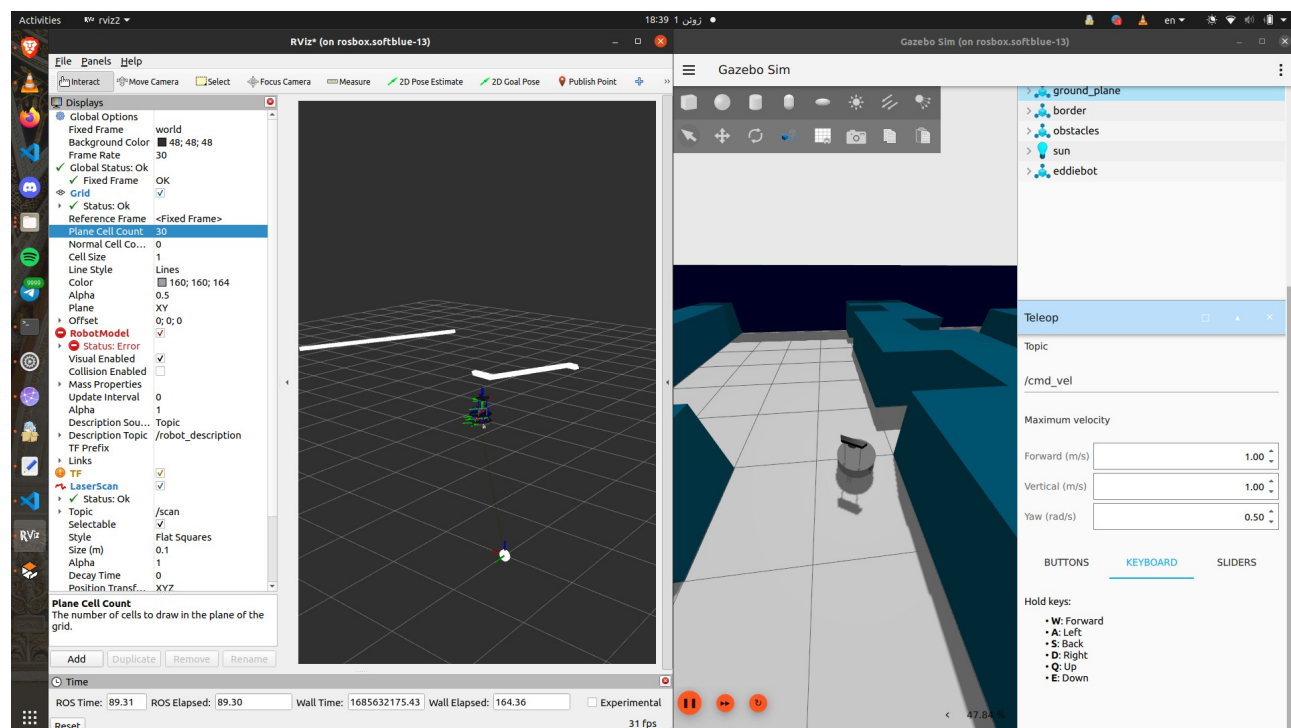 Activities
rviz2
18:39 1 ژوئن
en
RViz* (on rosbox.softblue-13)
File Panels Help
Interact Move Camera Select Focus Camera Measure 2D Pose Estimate 2D Goal Pose Publish Point
Displays
Global Options
Fixed Frame world
Background Color 48; 48; 48
Frame Rate 30
Global Status: Ok
Fixed Frame OK
Grid
Status: Ok
Reference Frame <Fixed Frame>
Plane Cell Count 30
Normal Cell Co... 0
Cell Size 1
Line Style Lines
Color 160; 160; 164
Alpha 0.5
Plane XY
Offset 0; 0; 0
RobotModel
Status: Error
Visual Enabled
Collision Enabled
Mass Properties
Update Interval 0
Alpha 1
Description Sou... Topic
Description Topic /robot_description
TF Prefix
Links
TF
LaserScan
Status: Ok
Topic /scan
Selectable
Style Flat Squares
Size (m) 0.1
Alpha 1
Decay Time 0
Position Transf... XYZ
Plane Cell Count
The number of cells to draw in the plane of the
grid.
Add Duplicate Remove Rename
Time
ROS Time: 89.31 ROS Elapsed: 89.30 Wall Time: 1685632175.43 Wall Elapsed: 164.36 Experimental
Reset
31 fps
RViz
Gazebo Sim (on rosbox.softblue-13)
Gazebo Sim
ground_plane
border
obstacles
sun
eddiebot
Teleop
Topic
/cmd_vel
Maximum velocity
Forward (m/s) 1.00
Vertical (m/s) 1.00
Yaw (rad/s) 0.50
BUTTONS KEYBOARD SLIDERS
Hold keys:
• W: Forward
• A: Left
• S: Back
• D: Right
• Q: Up
• E: Down